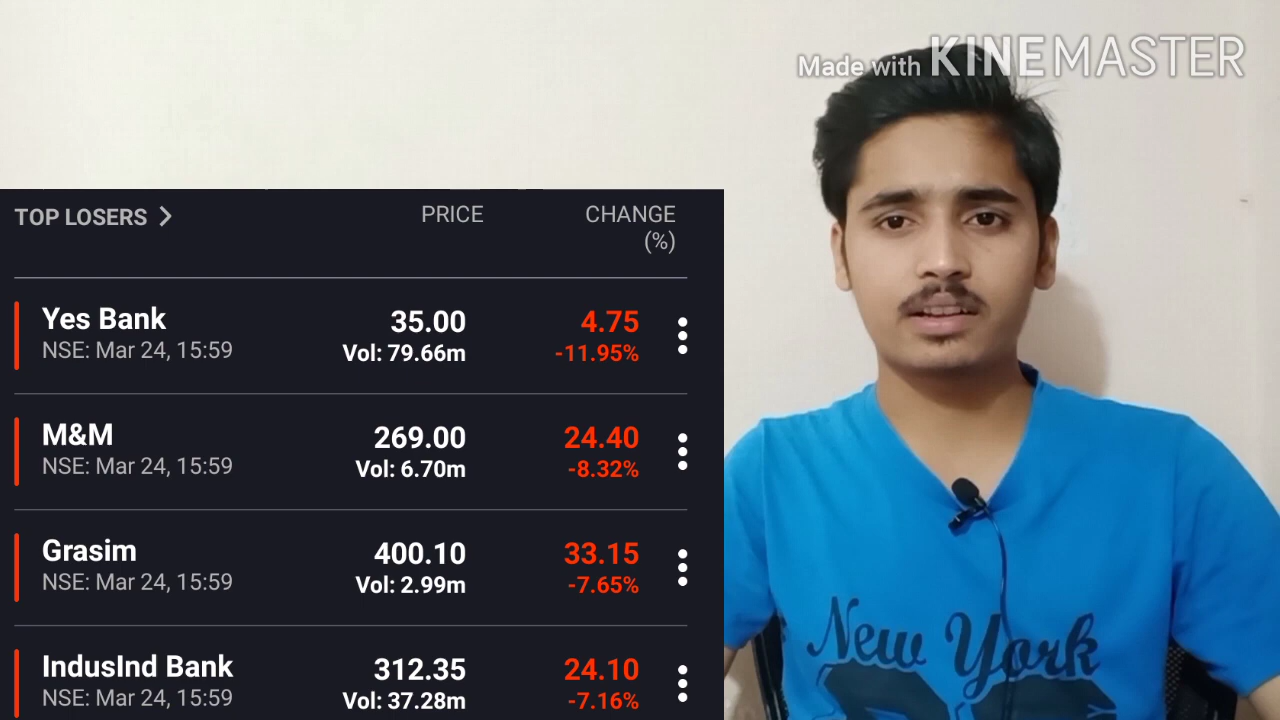 Made with KINEMASTER
TOP LOSERS
PRICE
CHANGE
(%)
Yes Bank
35.00
4.75
NSE: Mar 24, 15:59
Vol: 79.66m
-11.95%
M&M
269.00
24.40
NSE: Mar 24, 15:59
Vol: 6.70m
-8.32%
Grasim
400.10
33.15
NSE: Mar 24, 15:59
Vol: 2.99m
-7.65%
IndusInd Bank
312.35
24.10
NSE: Mar 24, 15:59
Vol: 37.28m
-7.16%
New York